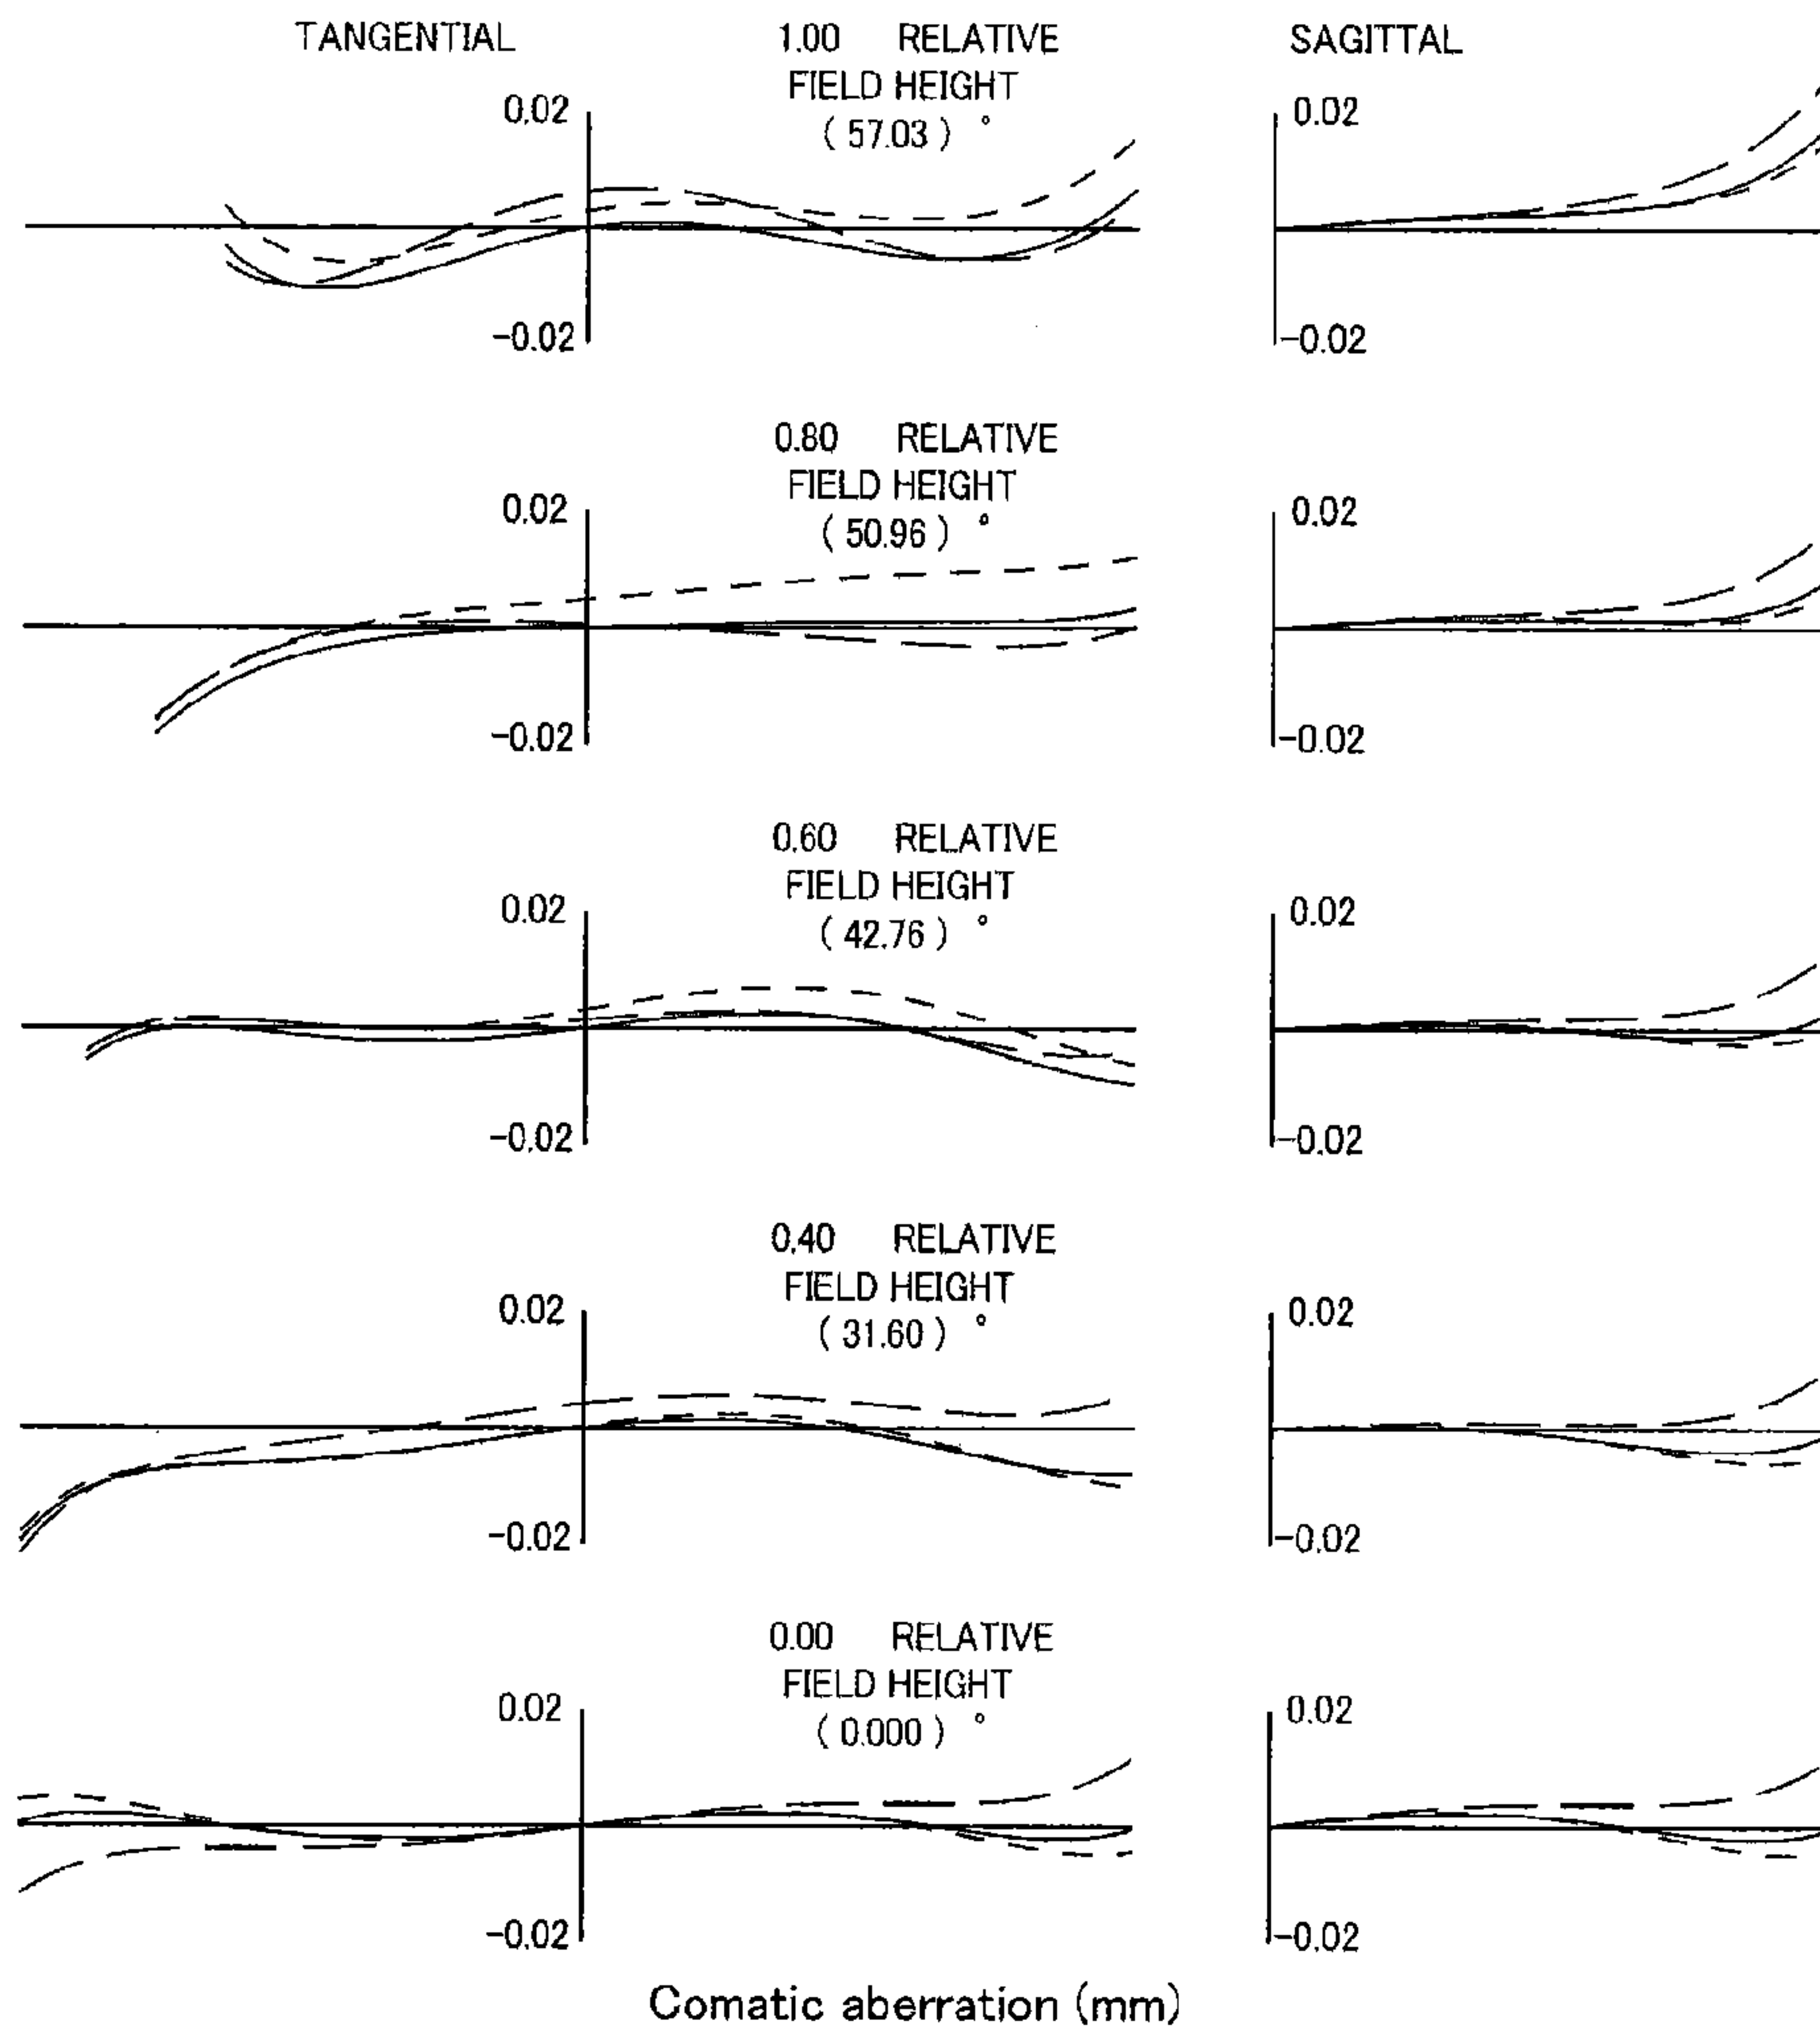 TANGENTIAL
1.00 RELATIVE
FIELD HEIGHT
( 57.03 ) °
SAGITTAL
0.02
0.02
-0.02
-0.02
0.80 RELATIVE
FIELD HEIGHT
( 50.96 ) °
0.02
0.02
-0.02
-0.02
0.60 RELATIVE
FIELD HEIGHT
( 42.76 ) °
0.02
0.02
-0.02
-0.02
0.40 RELATIVE
FIELD HEIGHT
( 31.60 ) °
0.02
0.02
-0.02
-0.02
0.00 RELATIVE
FIELD HEIGHT
( 0.000 ) °
0.02
0.02
-0.02
-0.02
Comatic aberration (mm)